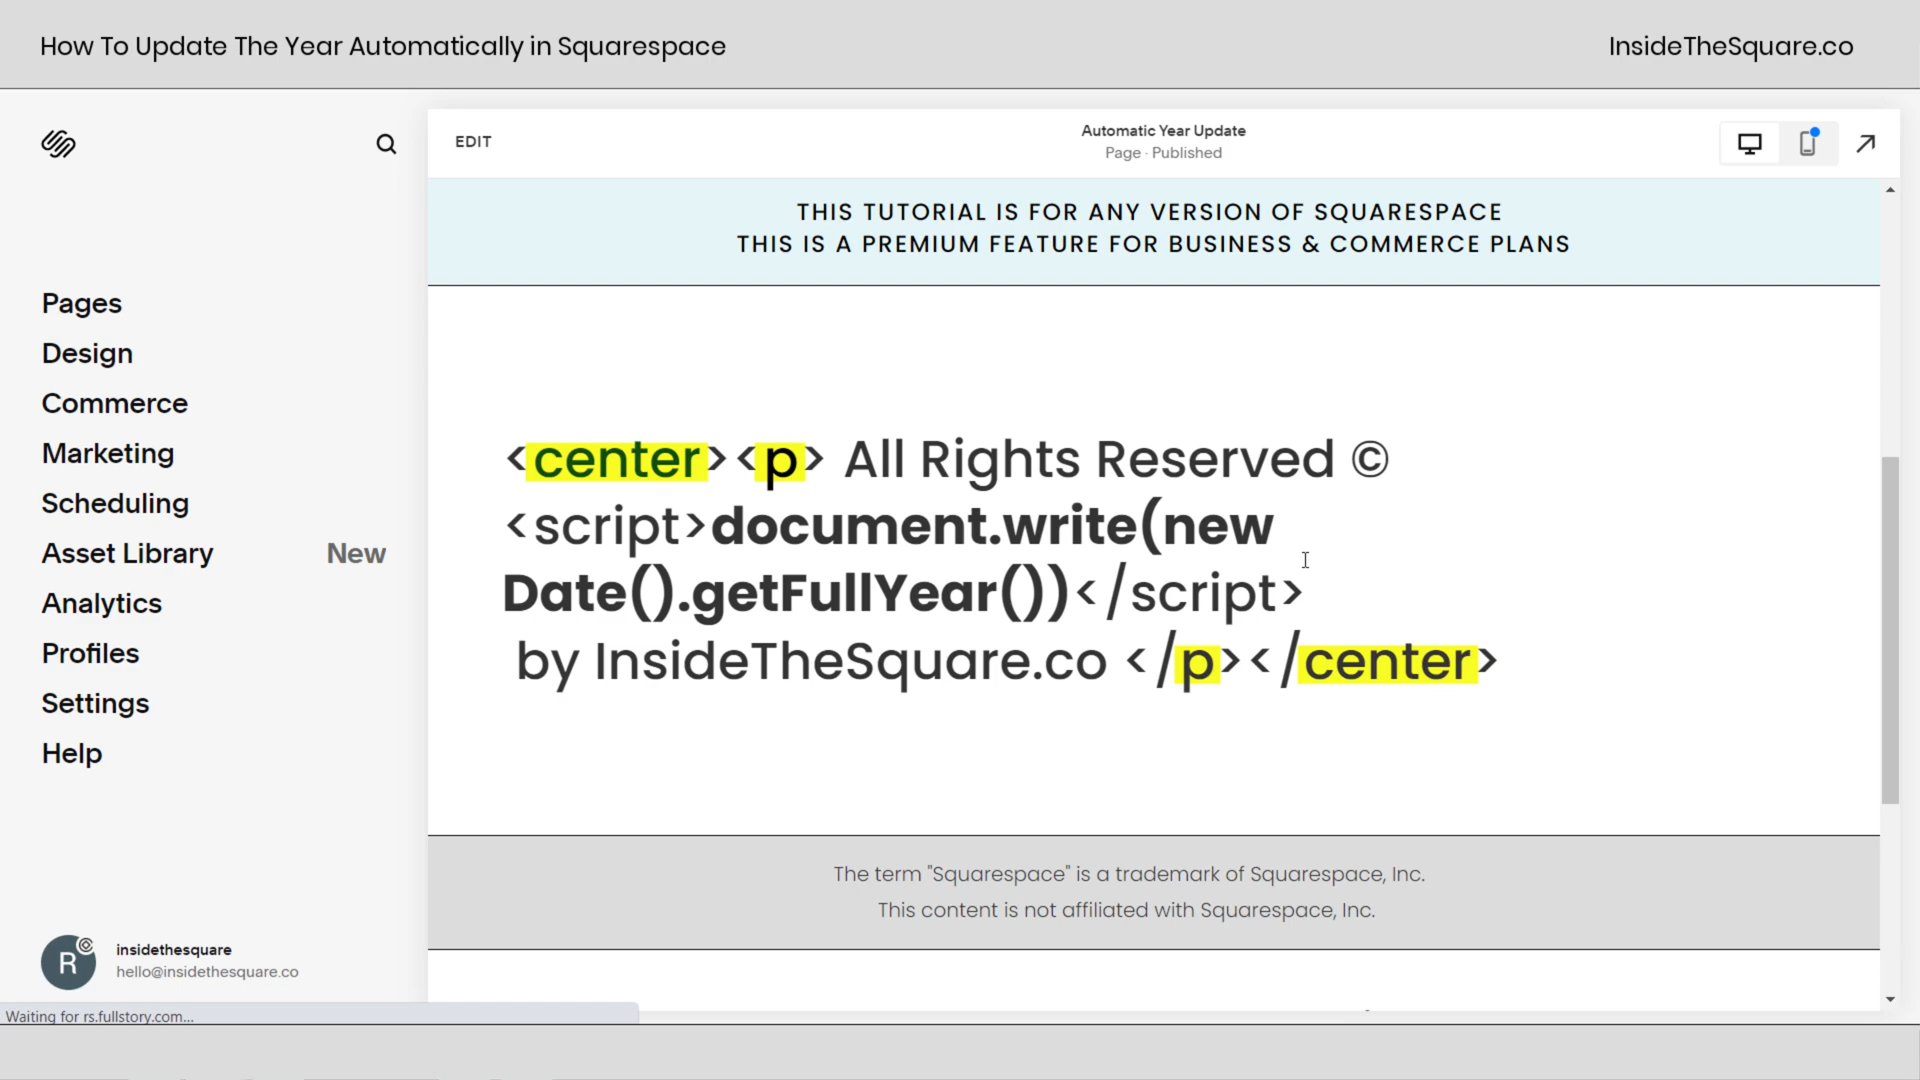 How To Update The Year Automatically in Squarespace
InsideTheSquare.co
EDIT
Automatic Year Update
Page · Published
THIS TUTORIAL IS FOR ANY VERSION OF SQUARESPACE
THIS IS A PREMIUM FEATURE FOR BUSINESS & COMMERCE PLANS
Pages
Design
Commerce
Marketing
Scheduling
Asset Library New
Analytics
Profiles
Settings
Help
<center><p> All Rights Reserved ©
<script>document.write(new
Date().getFullYear())</script>
by InsideTheSquare.co </p></center>
The term "Squarespace" is a trademark of Squarespace, Inc.
This content is not affiliated with Squarespace, Inc.
R
insidethesquare
hello@insidethesquare.co
Waiting for rs.fullstory.com...